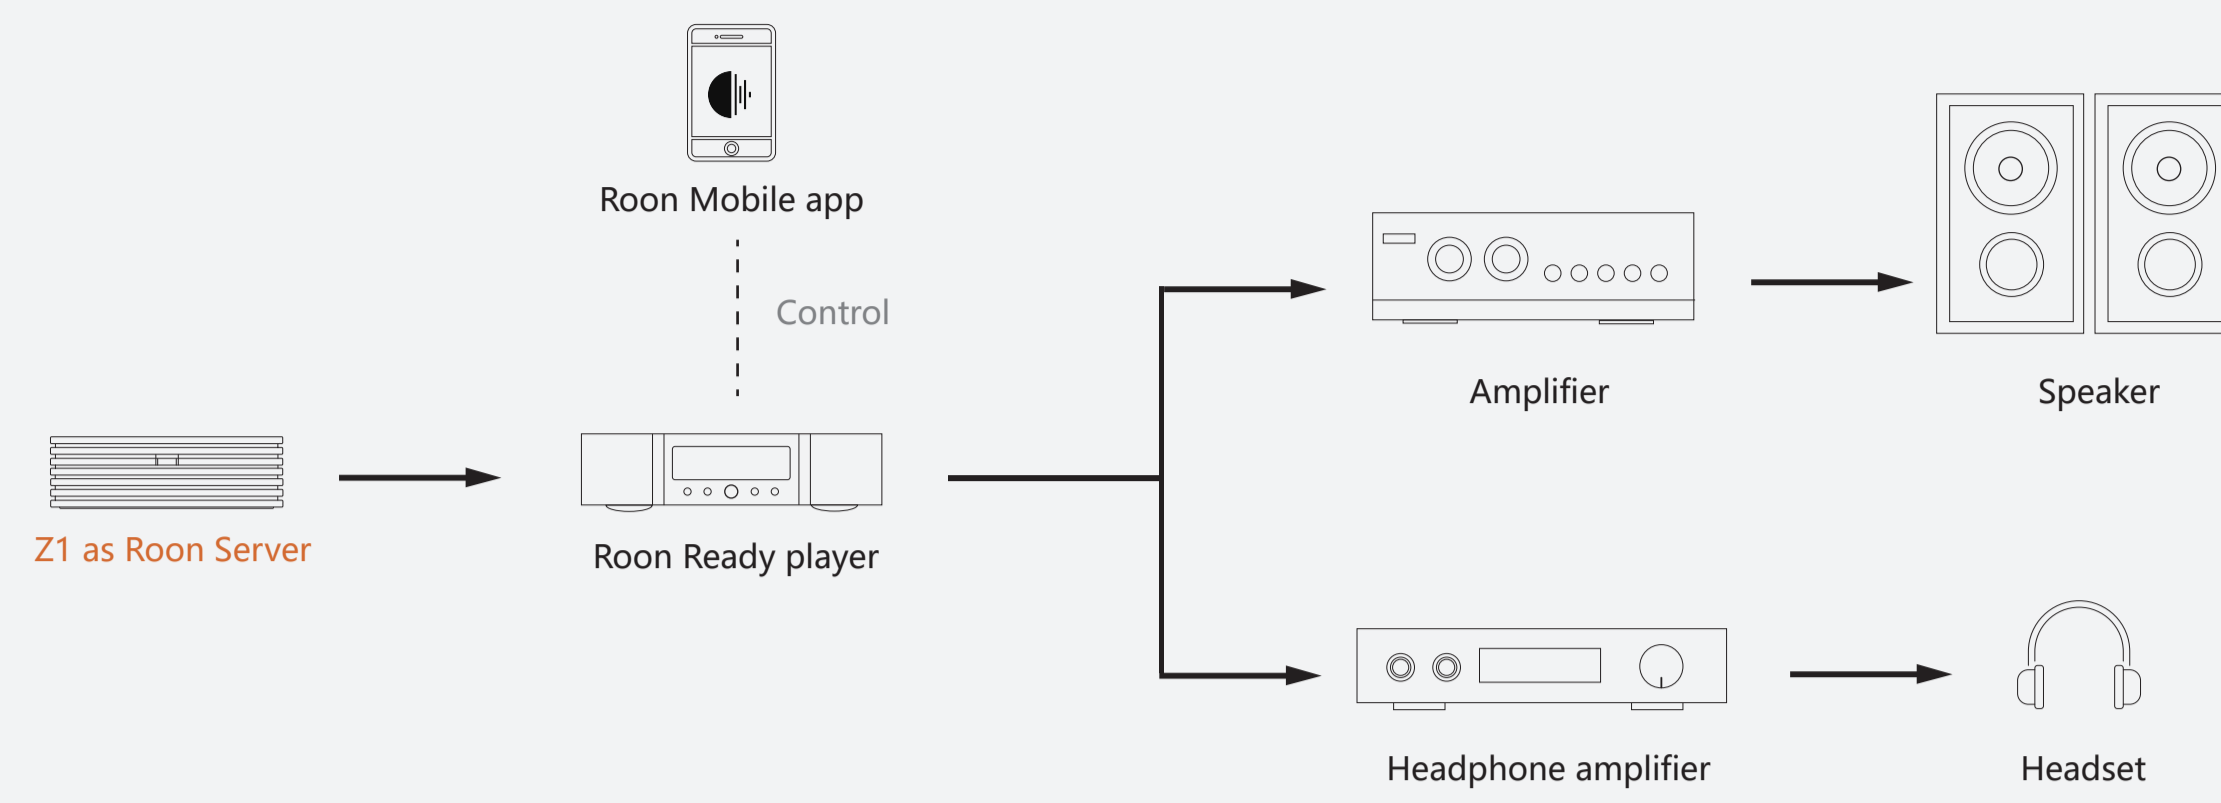 Roon Mobile app
Control
Z1 as Roon Server
Roon Ready player
Amplifier
Speaker
Headphone amplifier
Headset